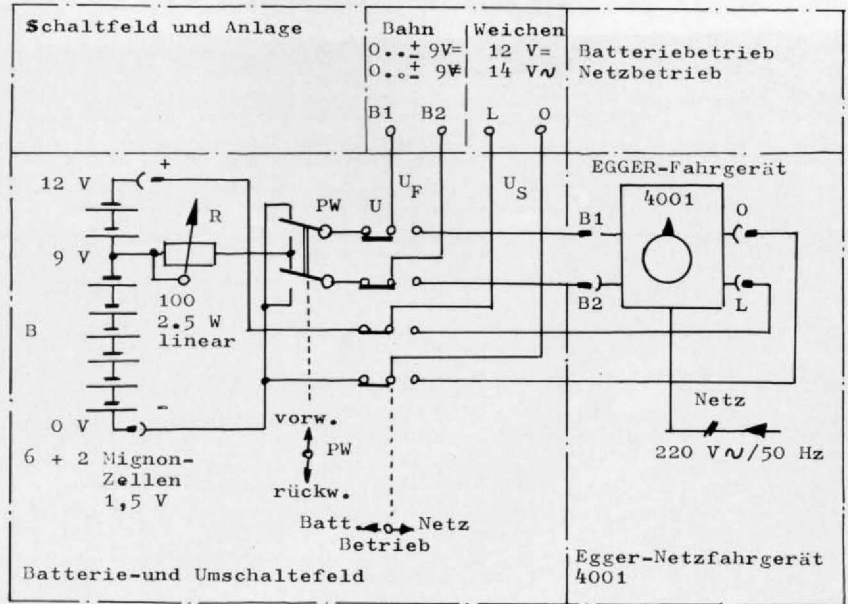 Schaltfeld und Anlage
Bahn
O..± 9V=
O..± 9V≂
Weichen
12 V=
14 V∿
Batteriebetrieb
Netzbetrieb
B1 B2 L O
12 V
+
R
PW U
U_F
U_S
EGGER-Fahrgerät
4001
B1
O
9 V
B2
L
100
2.5 W
linear
B
0 V
-
6 + 2 Mignon-
Zellen
1,5 V
vorw.
PW
rückw.
Netz
220 V∿/50 Hz
Batt. Netz
Betrieb
Batterie-und Umschaltefeld
Egger-Netzfahrgerät
4001